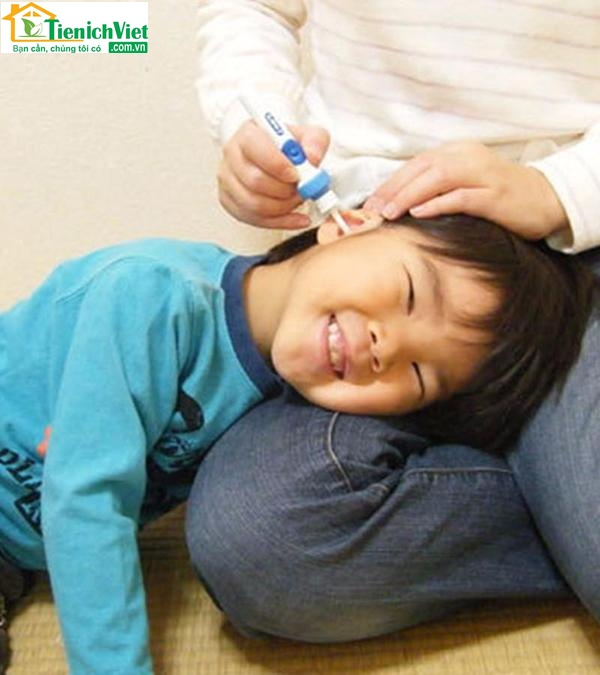 TienichViet
.com.vn
Bạn cần, chúng tôi có